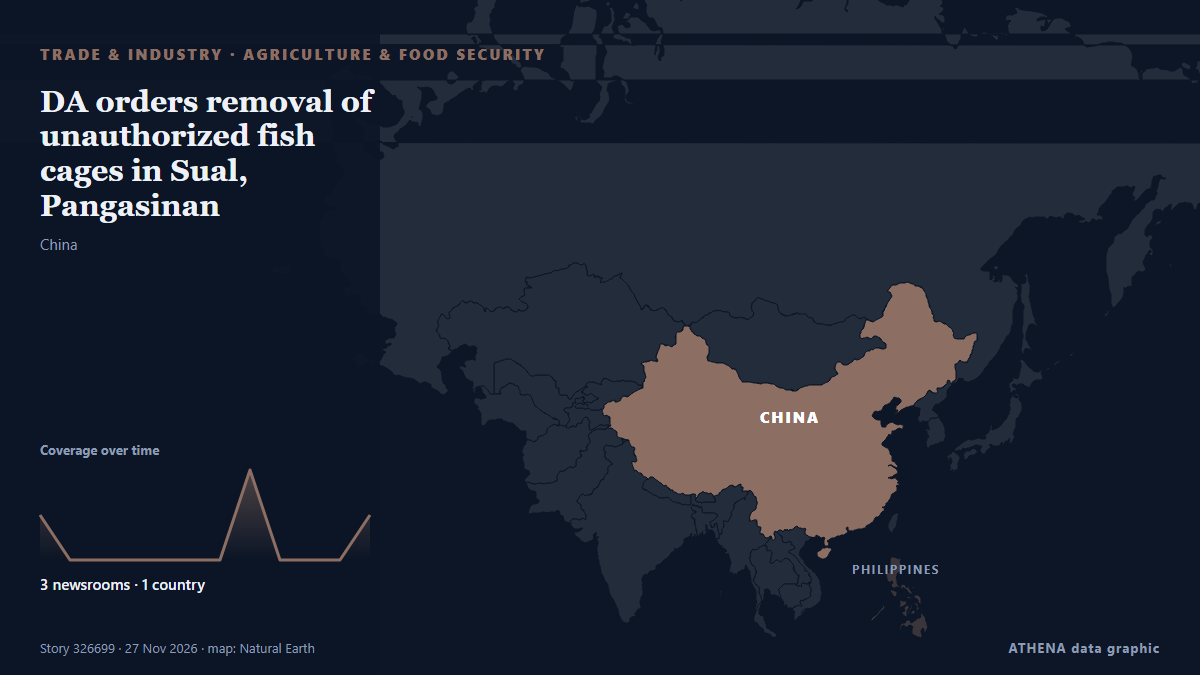 TRADE & INDUSTRY · AGRICULTURE & FOOD SECURITY
DA orders removal of
unauthorized fish
cages in Sual,
Pangasinan
China
CHINA
Coverage over time
PHILIPPINES
3 newsrooms · 1 country
Story 326699 · 27 Nov 2026 · map: Natural Earth
ATHENA data graphic